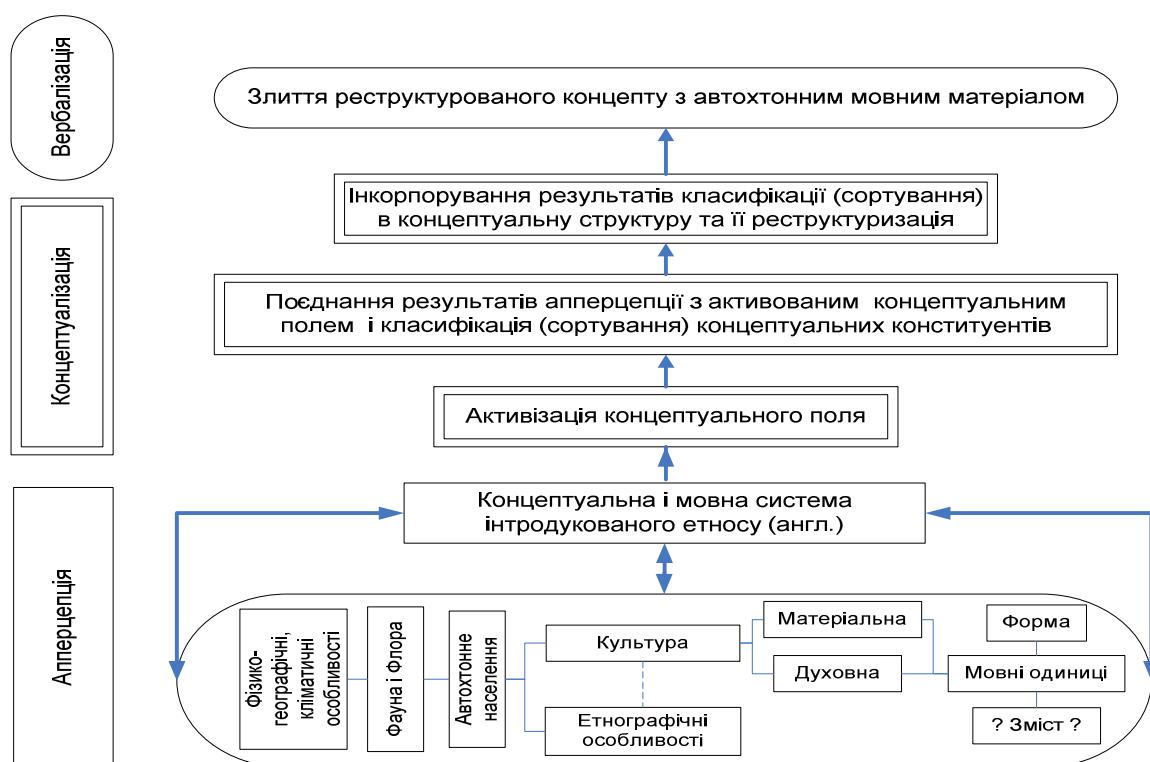 Вербалізація
Злиття реструктурованого концепту з автохтонним мовним матеріалом
Інкорпорування результатів класифікації (сортування)
в концептуальну структуру та її реструктуризація
Концептуалізація
Поєднання результатів апперцепції з активованим концептуальним
полем і класифікація (сортування) концептуальних конституентів
Активізація концептуального поля
Концептуальна і мовна система
інтродукованого етносу (англ.)
Апперцепція
Фізико-
географічні,
кліматичні
особливості
Фауна і Флора
Автохтонне
населення
Культура
Етнографічні
особливості
Матеріальна
Духовна
Форма
Мовні одиниці
? Зміст ?